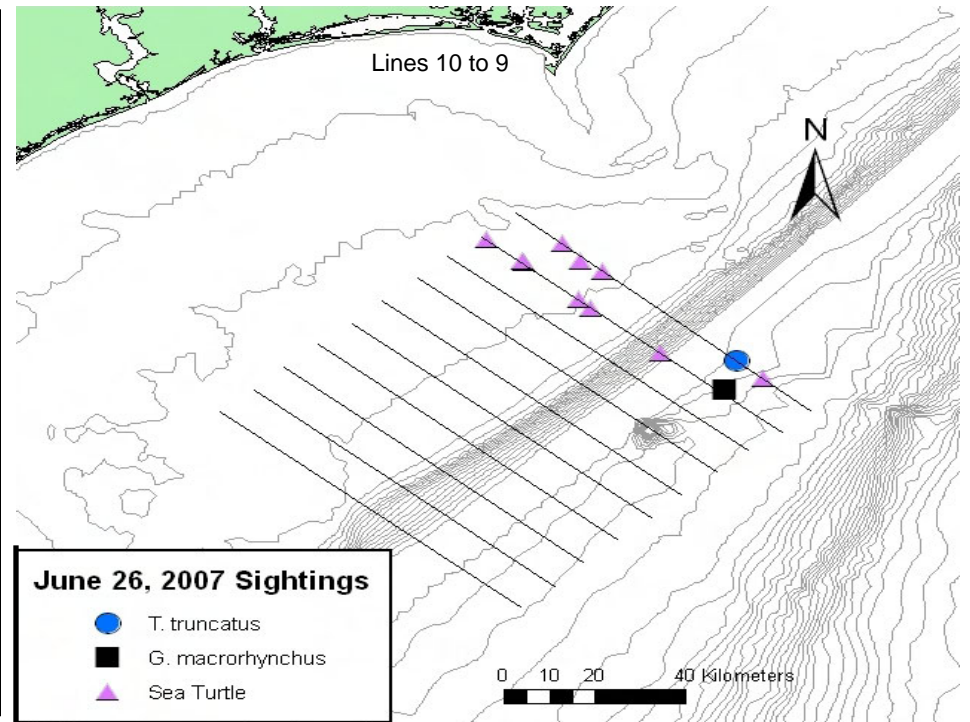 Lines 10 to 9
N
June 26, 2007 Sightings
T. truncatus
G. macrorhynchus
Sea Turtle
0 10 20 40 Kilometers